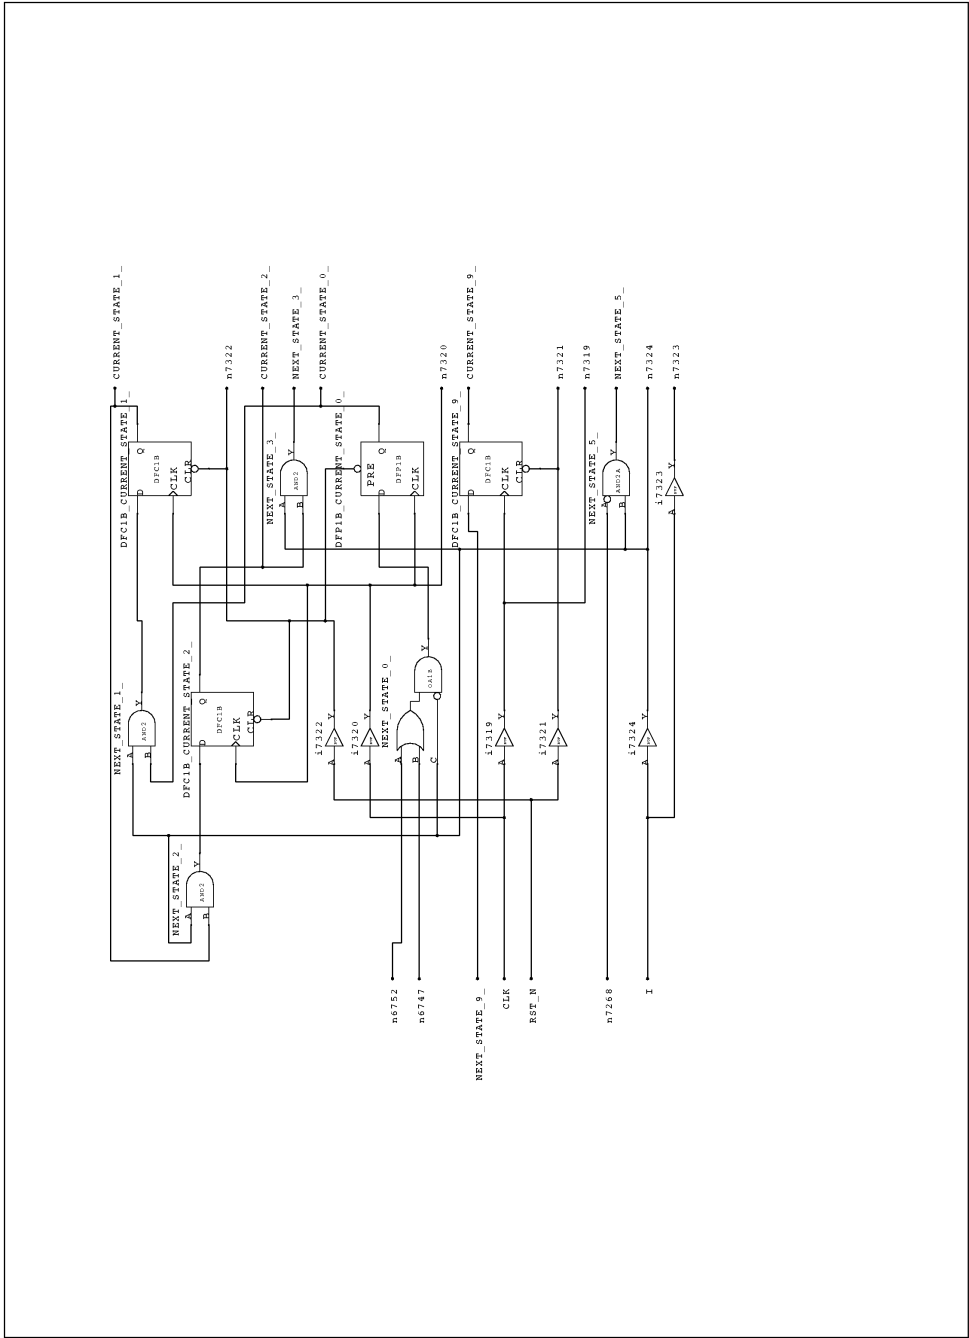 CURRENT_STATE_1_
NEXT_STATE_1_
DFC1B_CURRENT_STATE_1_
A
Y
D
Q
AND2
B
DFC1B
CLK
CLR
NEXT_STATE_2_
DFC1B_CURRENT_STATE_2_
A
Y
D
Q
AND2
B
DFC1B
CLK
CLR
n7322
CURRENT_STATE_2_
NEXT_STATE_3_
A
Y
AND2
B
NEXT_STATE_3_
CURRENT_STATE_0_
i7322
A
Y
DFP1B_CURRENT_STATE_0_
PRE
D
Q
DFP1B
CLK
i7320
A
Y
NEXT_STATE_0_
n6752
A
n6747
B
C
Y
OA1B
n7320
DFC1B_CURRENT_STATE_9_
D
Q
DFC1B
CLK
CLR
CURRENT_STATE_9_
NEXT_STATE_9_
i7319
CLK
A
Y
RST_N
i7321
A
Y
n7321
n7319
NEXT_STATE_5_
n7268
A
Y
AND2A
B
NEXT_STATE_5_
i7324
I
A
Y
n7324
i7323
A
Y
n7323